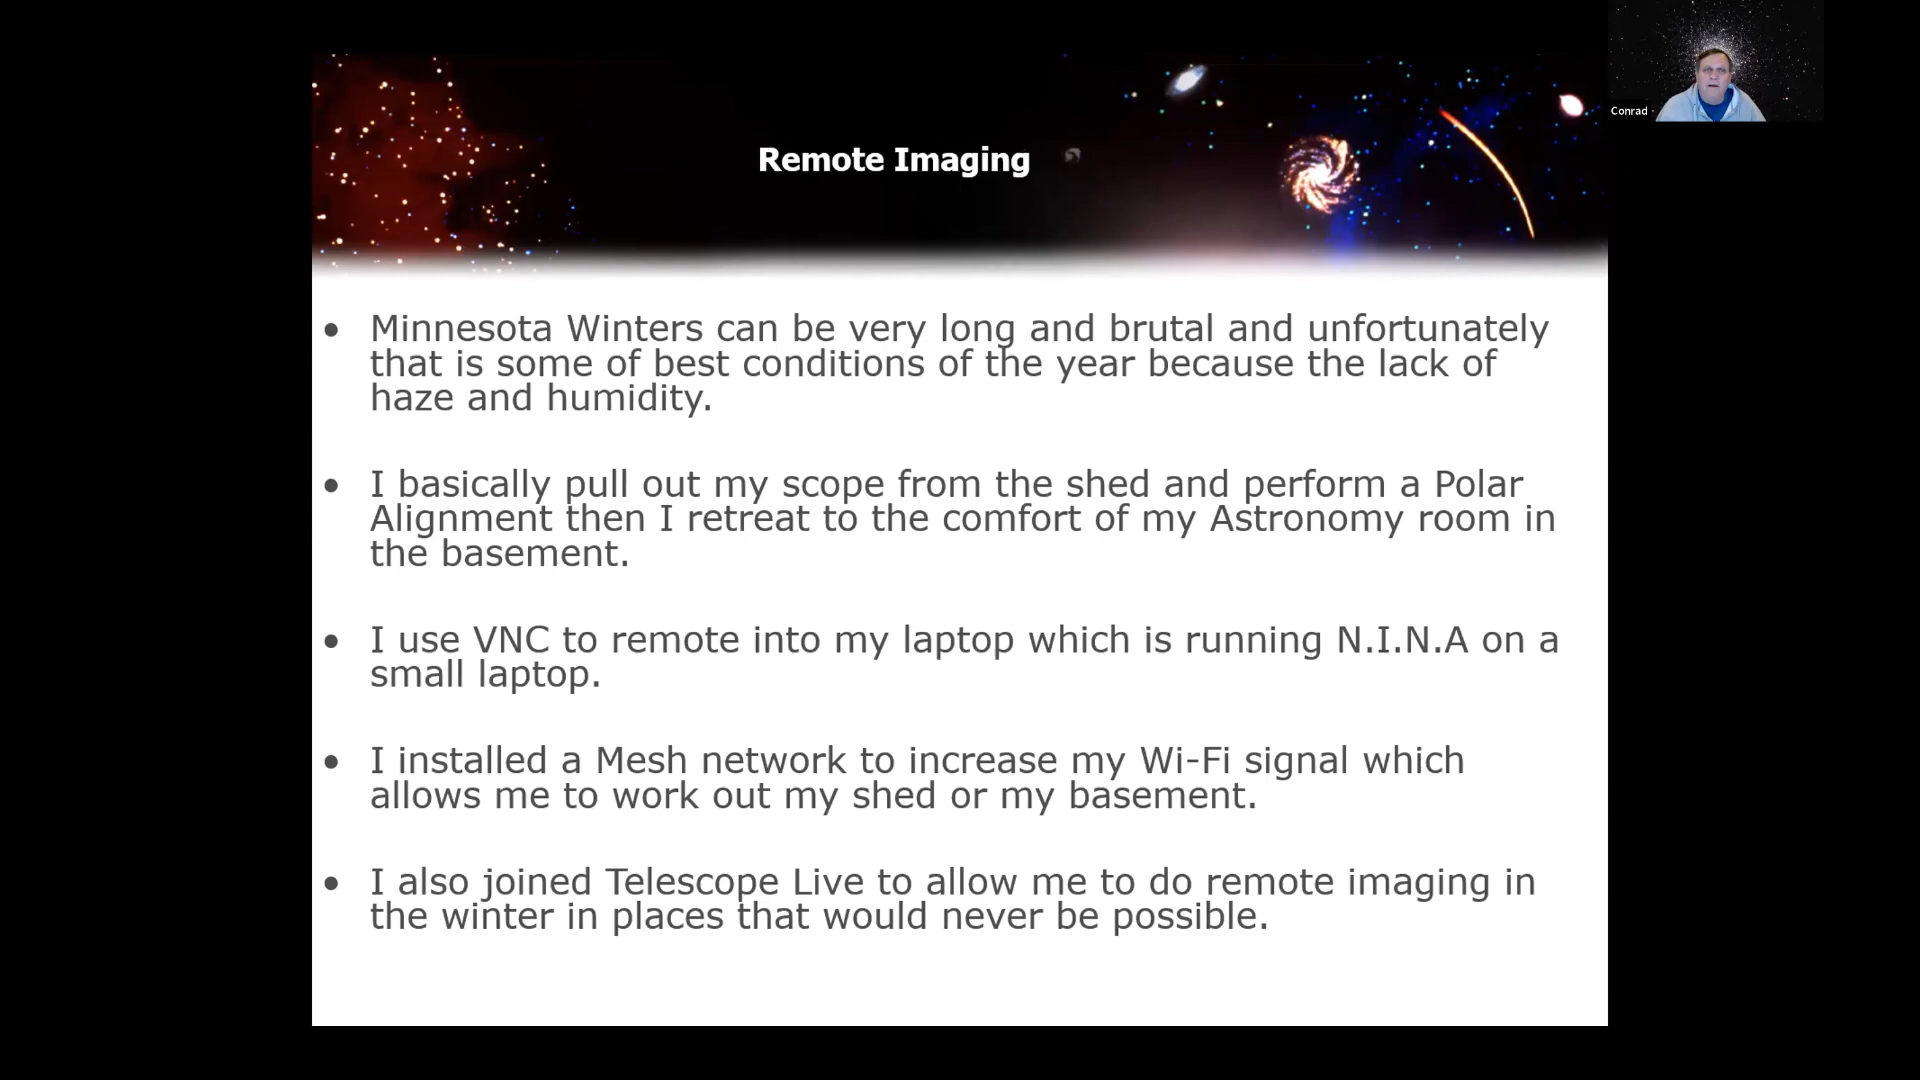 Conrad
Remote Imaging
• Minnesota Winters can be very long and brutal and unfortunately
that is some of best conditions of the year because the lack of
haze and humidity.
• I basically pull out my scope from the shed and perform a Polar
Alignment then I retreat to the comfort of my Astronomy room in
the basement.
• I use VNC to remote into my laptop which is running N.I.N.A on a
small laptop.
• I installed a Mesh network to increase my Wi-Fi signal which
allows me to work out my shed or my basement.
• I also joined Telescope Live to allow me to do remote imaging in
the winter in places that would never be possible.